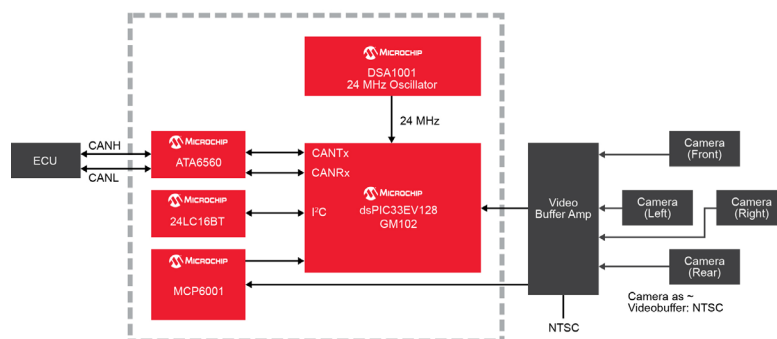 MICROCHIP
DSA1001
24 MHz Oscillator
24 MHz
ECU
CANH
CANL
MICROCHIP
ATA6560
CANTx
CANRx
MICROCHIP
dsPIC33EV128
GM102
I²C
MICROCHIP
24LC16BT
MICROCHIP
MCP6001
Video
Buffer Amp
NTSC
Camera
(Front)
Camera
(Left)
Camera
(Right)
Camera
(Rear)
Camera as ~
Videobuffer: NTSC